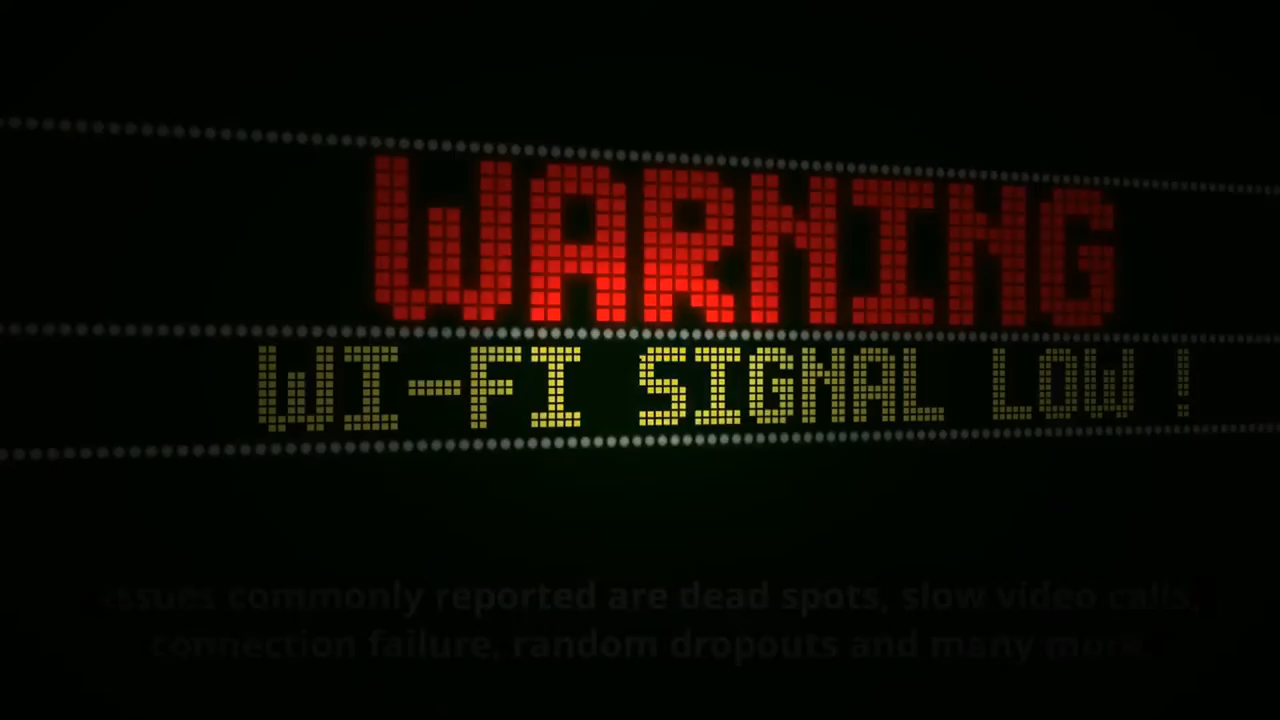 WARNING
WI-FI SIGNAL LOW !
issues commonly reported are dead spots, slow video calls,
connection failure, random dropouts and many more.